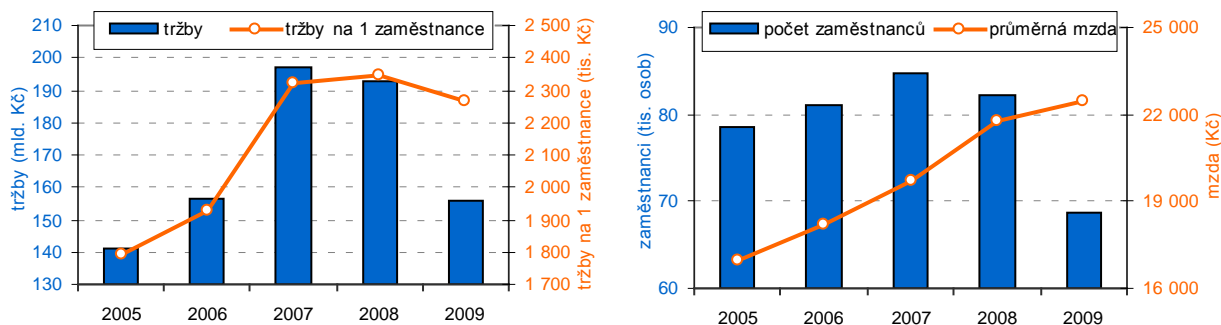 tržby
tržby na 1 zaměstnance
210
200
190
180
170
160
150
140
130
tržby (mld. Kč)
2 500
2 400
2 300
2 200
2 100
2 000
1 900
1 800
1 700
tržby na 1 zaměstnance (tis. Kč)
2005 2006 2007 2008 2009
počet zaměstnanců
průměrná mzda
90
80
70
60
zaměstnanci (tis. osob)
25 000
22 000
19 000
16 000
mzda (Kč)
2005 2006 2007 2008 2009